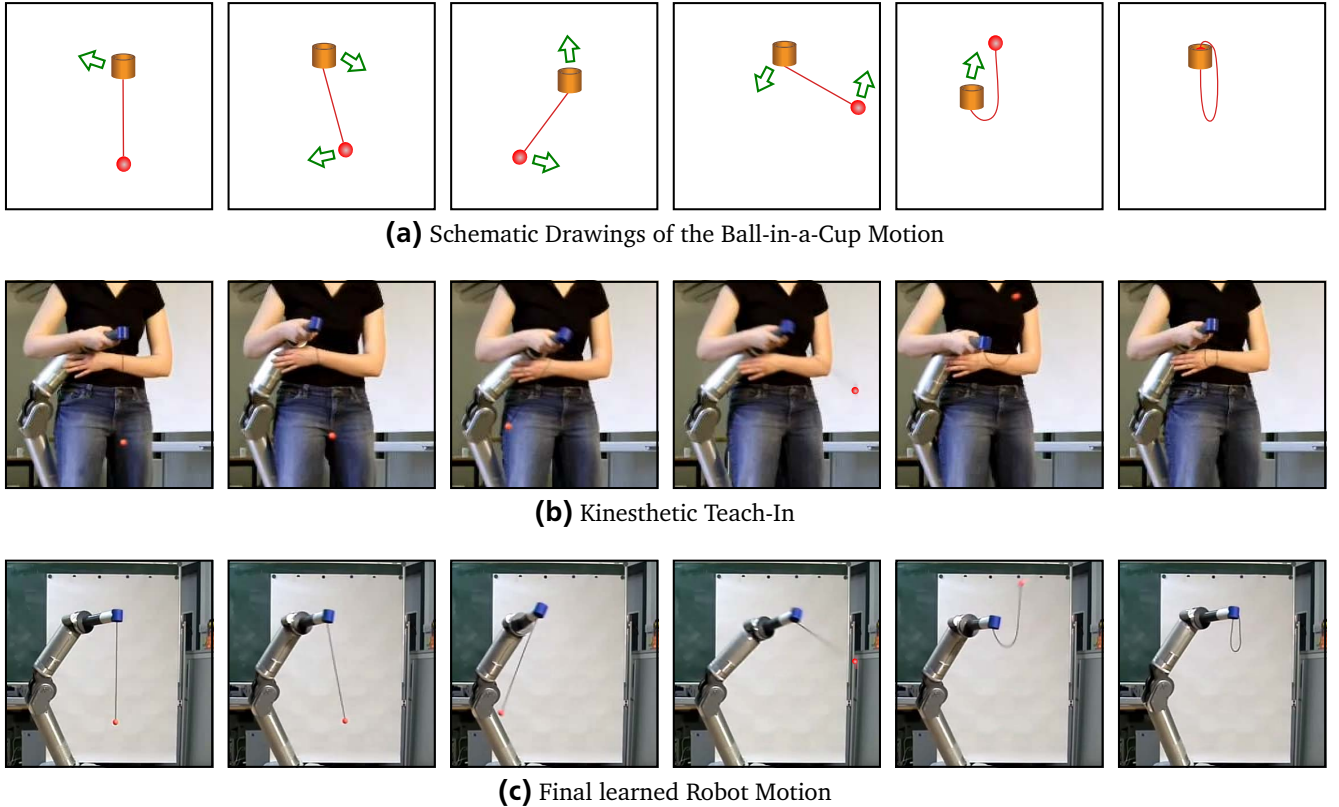 (a) Schematic Drawings of the Ball-in-a-Cup Motion
(b) Kinesthetic Teach-In
(c) Final learned Robot Motion